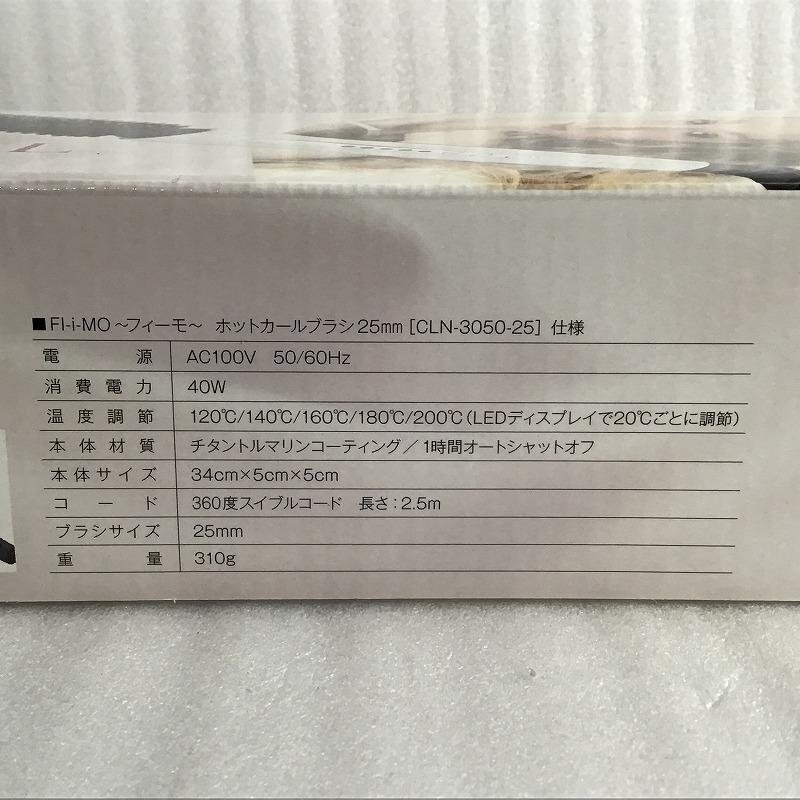 ■FI-i-MO～フィーモ～ ホットカールブラシ25mm [CLN-3050-25] 仕様
電源 AC100V 50/60Hz
消費電力 40W
温度調節 120℃/140℃/160℃/180℃/200℃(LEDディスプレイで20℃ごとに調節)
本体材質 チタントルマリンコーティング/1時間オートシャットオフ
本体サイズ 34cm×5cm×5cm
コード 360度スイブルコード 長さ:2.5m
ブラシサイズ 25mm
重量 310g